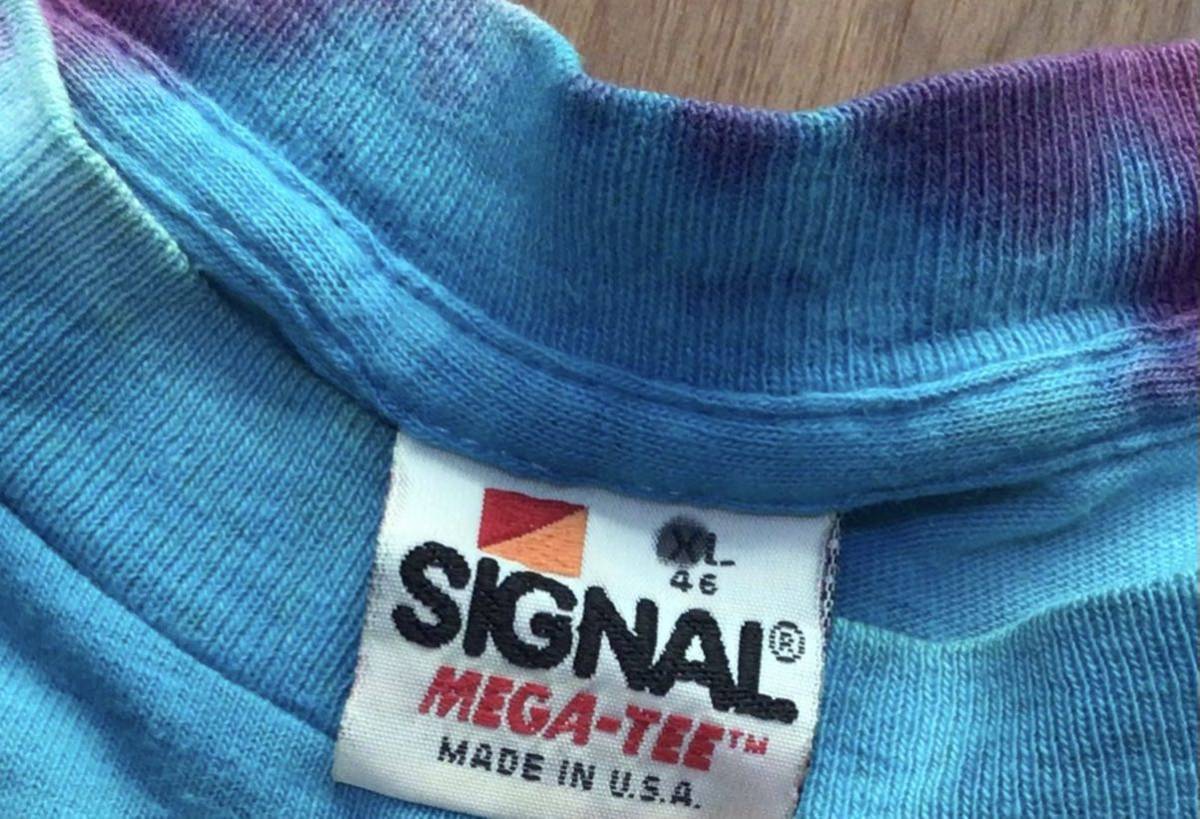 XL
46
SIGNAL®
MEGA-TEE™
MADE IN U.S.A.